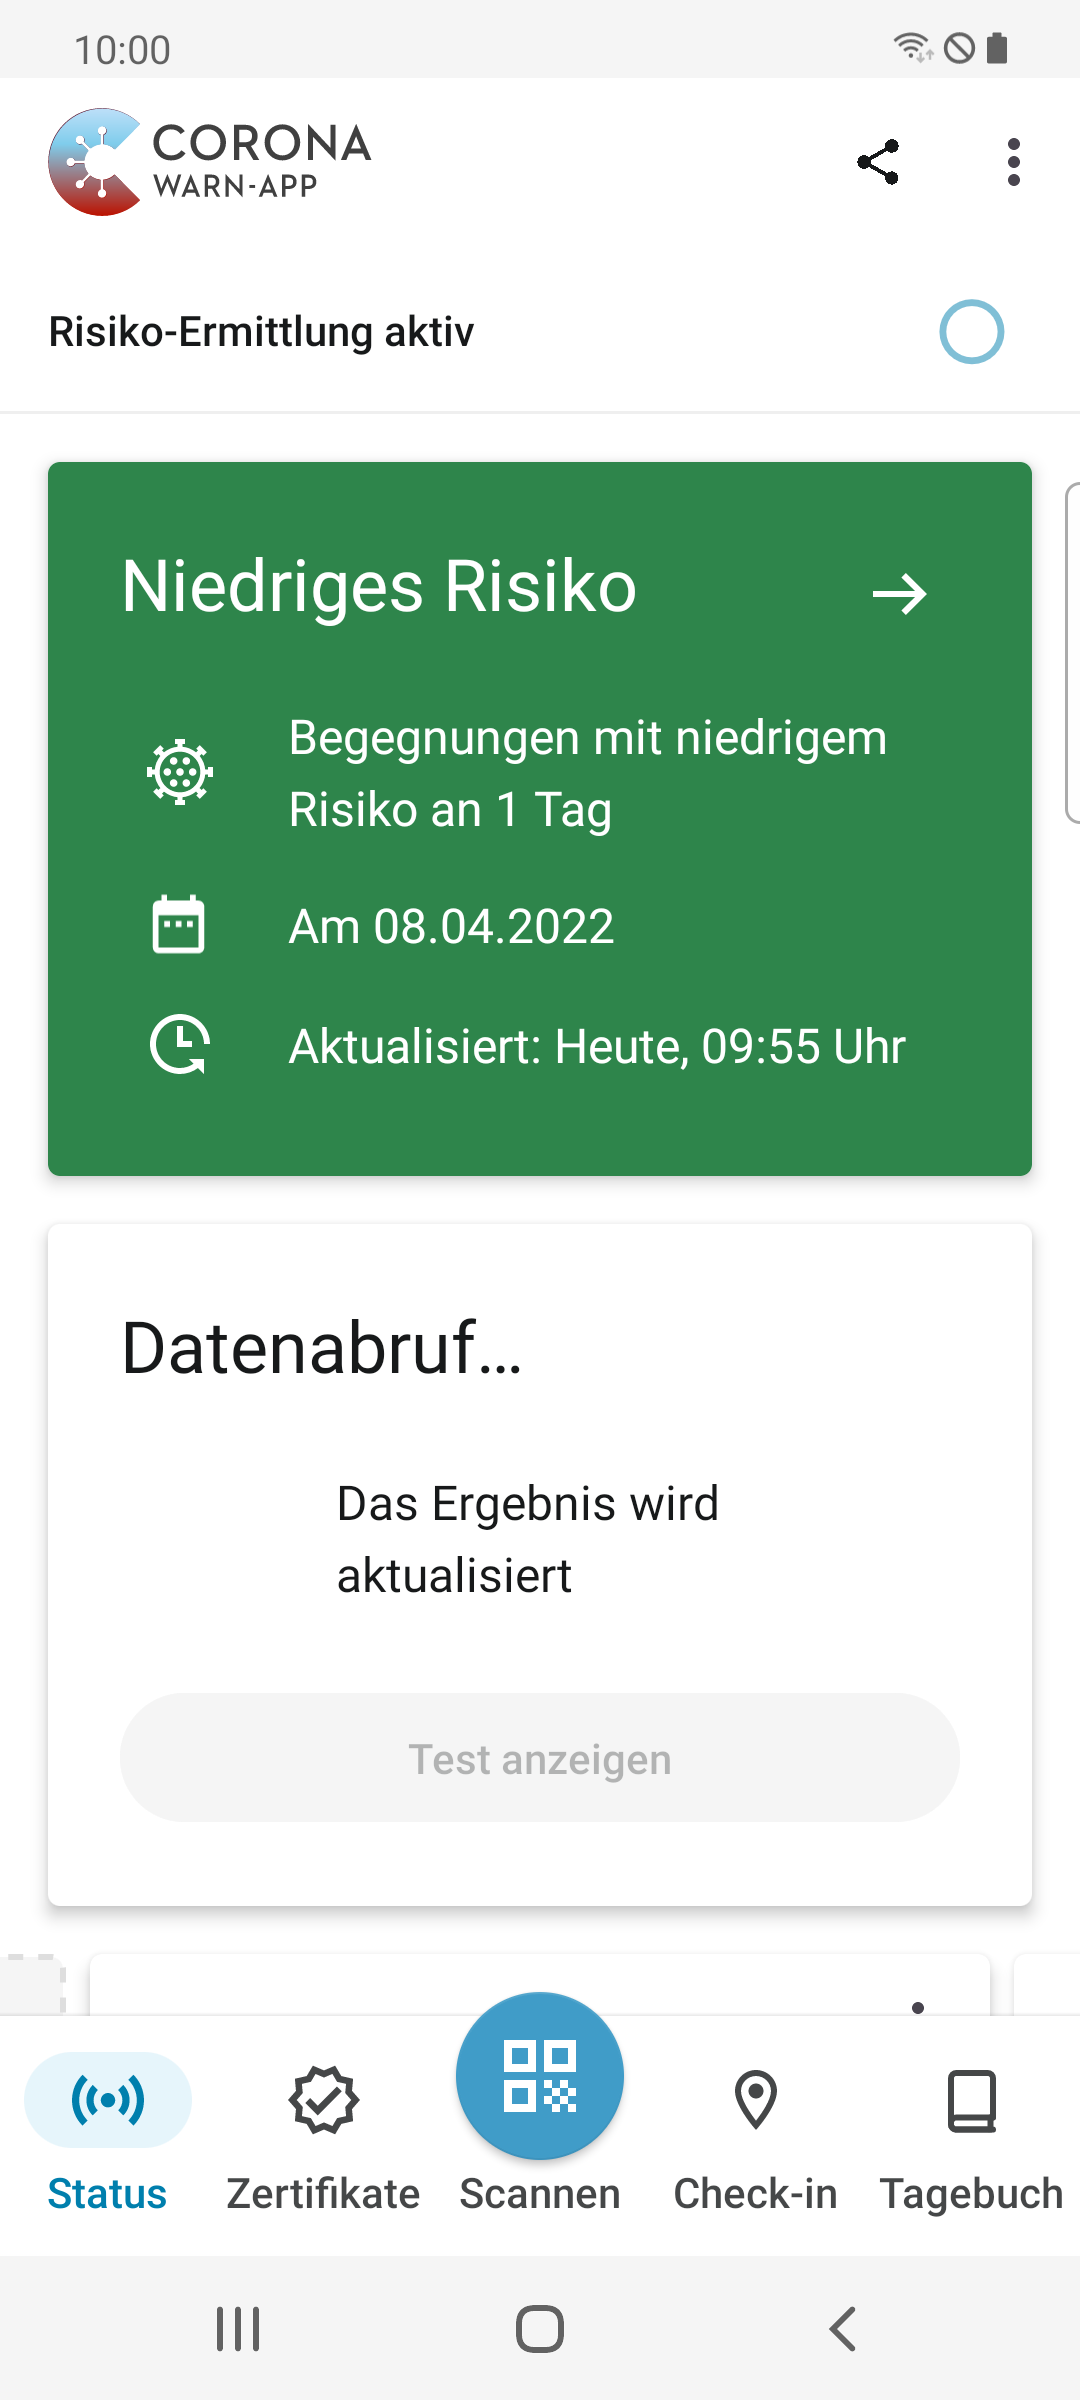 10:00
CORONA
WARN-APP
Risiko-Ermittlung aktiv
Niedriges Risiko
Begegnungen mit niedrigem
Risiko an 1 Tag
Am 08.04.2022
Aktualisiert: Heute, 09:55 Uhr
Datenabruf...
Das Ergebnis wird
aktualisiert
Test anzeigen
Status
Zertifikate
Scannen
Check-in
Tagebuch